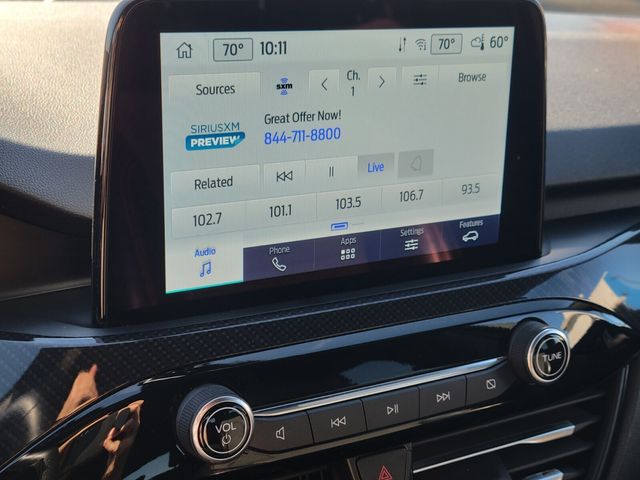 70° 10:11 70° 60°
Sources sxm Ch. 1 Browse
SIRIUSXM
PREVIEW
Great Offer Now!
844-711-8800
Related Live
102.7 101.1 103.5 106.7 93.5
Audio Phone Apps Settings Features
VOL TUNE